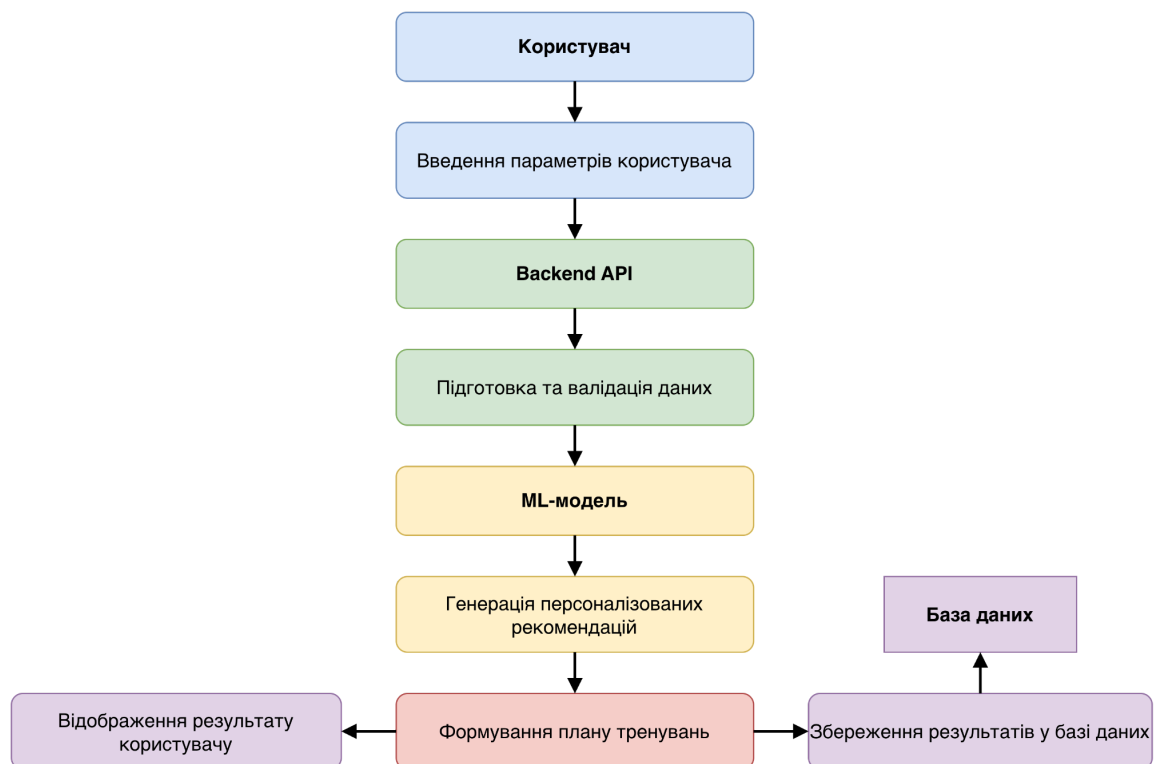 Користувач
Введення параметрів користувача
Backend API
Підготовка та валідація даних
ML-модель
Генерація персоналізованих
рекомендацій
База даних
Відображення результату
користувачу
Формування плану тренувань
Збереження результатів у базі даних